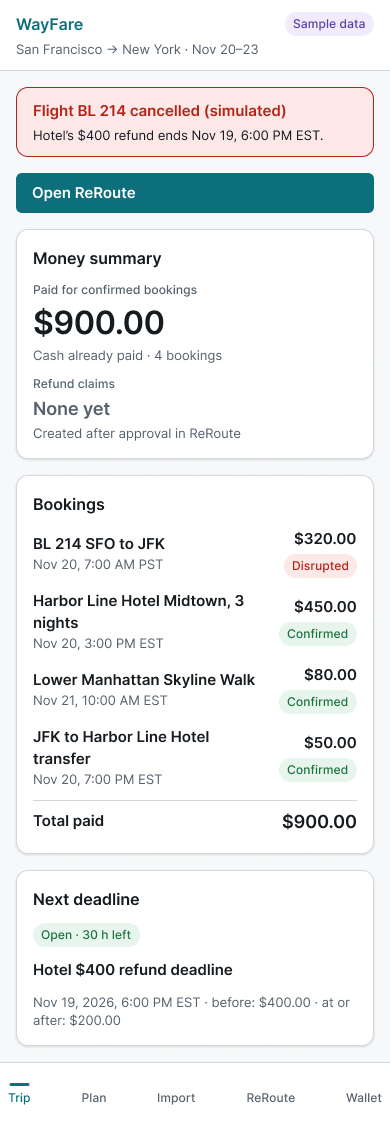 WayFare
Sample data
San Francisco → New York · Nov 20–23
Flight BL 214 cancelled (simulated)
Hotel’s $400 refund ends Nov 19, 6:00 PM EST.
Open ReRoute
Money summary
Paid for confirmed bookings
$900.00
Cash already paid · 4 bookings
Refund claims
None yet
Created after approval in ReRoute
Bookings
BL 214 SFO to JFK
Nov 20, 7:00 AM PST
$320.00
Disrupted
Harbor Line Hotel Midtown, 3
nights
Nov 20, 3:00 PM EST
$450.00
Confirmed
Lower Manhattan Skyline Walk
Nov 21, 10:00 AM EST
$80.00
Confirmed
JFK to Harbor Line Hotel
transfer
Nov 20, 7:00 PM EST
$50.00
Confirmed
Total paid
$900.00
Next deadline
Open · 30 h left
Hotel $400 refund deadline
Nov 19, 2026, 6:00 PM EST · before: $400.00 · at or
after: $200.00
Trip
Plan
Import
ReRoute
Wallet